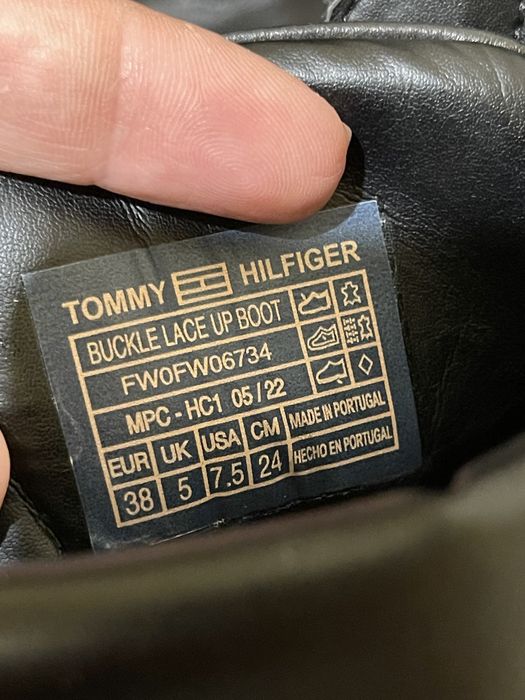 TOMMY HILFIGER
BUCKLE LACE UP BOOT
FW0FW06734
MPC - HC1 05/22
EUR UK USA CM MADE IN PORTUGAL
38 5 7.5 24 HECHO EN PORTUGAL